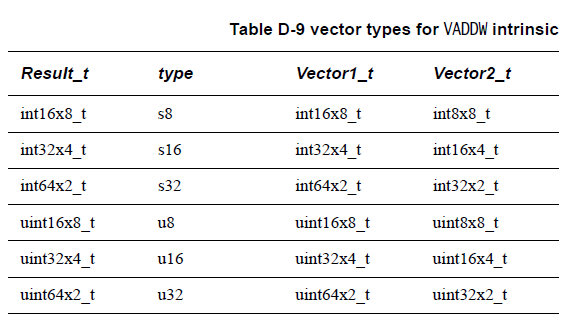 Table D-9 vector types for VADDW intrinsic
Result_t type Vector1_t Vector2_t
int16x8_t s8 int16x8_t int8x8_t
int32x4_t s16 int32x4_t int16x4_t
int64x2_t s32 int64x2_t int32x2_t
uint16x8_t u8 uint16x8_t uint8x8_t
uint32x4_t u16 uint32x4_t uint16x4_t
uint64x2_t u32 uint64x2_t uint32x2_t